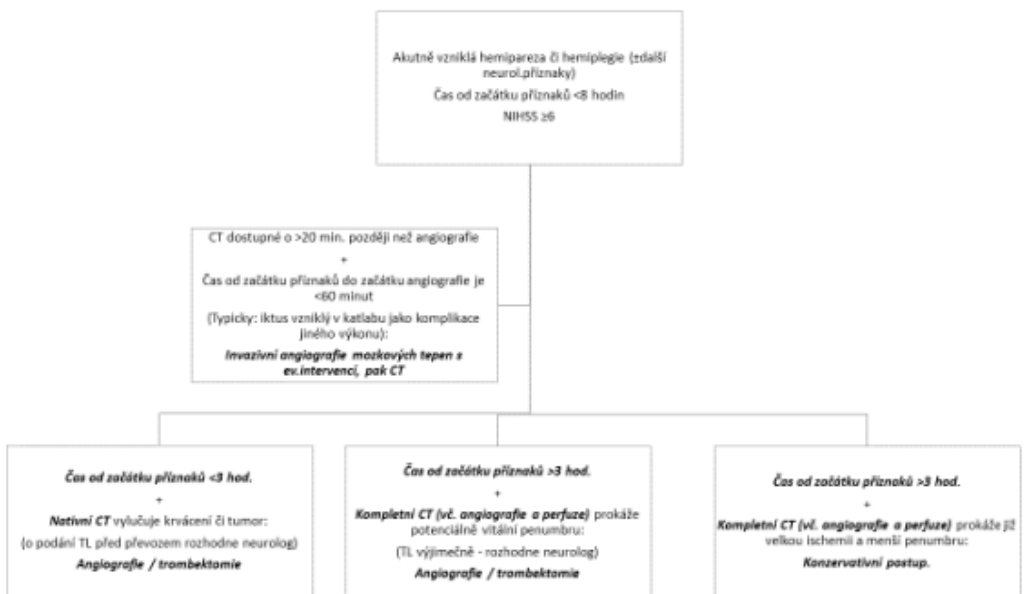 Akutně vzniklá hemipareza či hemiplegie (±další
neurol.příznaky)
Čas od začátku příznaků <8 hodin
NIHSS ≥6
CT dostupné o >20 min. později než angiografie
+
Čas od začátku příznaků do začátku angiografie je
<60 minut
(Typicky: iktus vzniklý v katlabu jako komplikace
jiného výkonu):
Invazivní angiografie mozkových tepen s
ev.intervencí, pak CT
Čas od začátku příznaků <3 hod.
+
Nativní CT vylučuje krvácení či tumor:
(o podání TL před převozem rozhodne neurolog)
Angiografie / trombektomie
Čas od začátku příznaků >3 hod.
+
Kompletní CT (vč. angiografie a perfuze) prokáže
potenciálně vitální penumbru:
(TL výjimečně - rozhodne neurolog)
Angiografie / trombektomie
Čas od začátku příznaků >3 hod.
+
Kompletní CT (vč. angiografie a perfuze) prokáže již
velkou ischemii a menší penumbru:
Konzervativní postup.